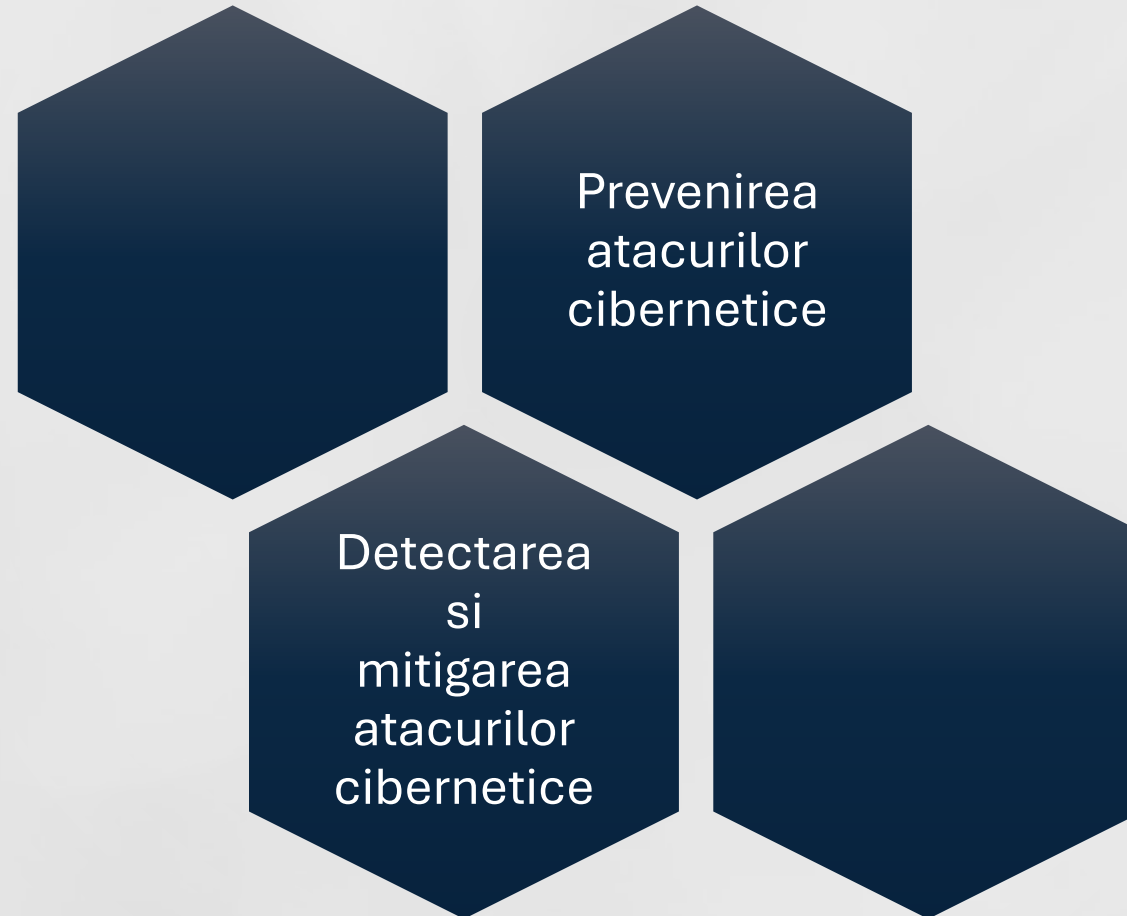 Prevenirea
atacurilor
cibernetice
Detectarea
si
mitigarea
atacurilor
cibernetice